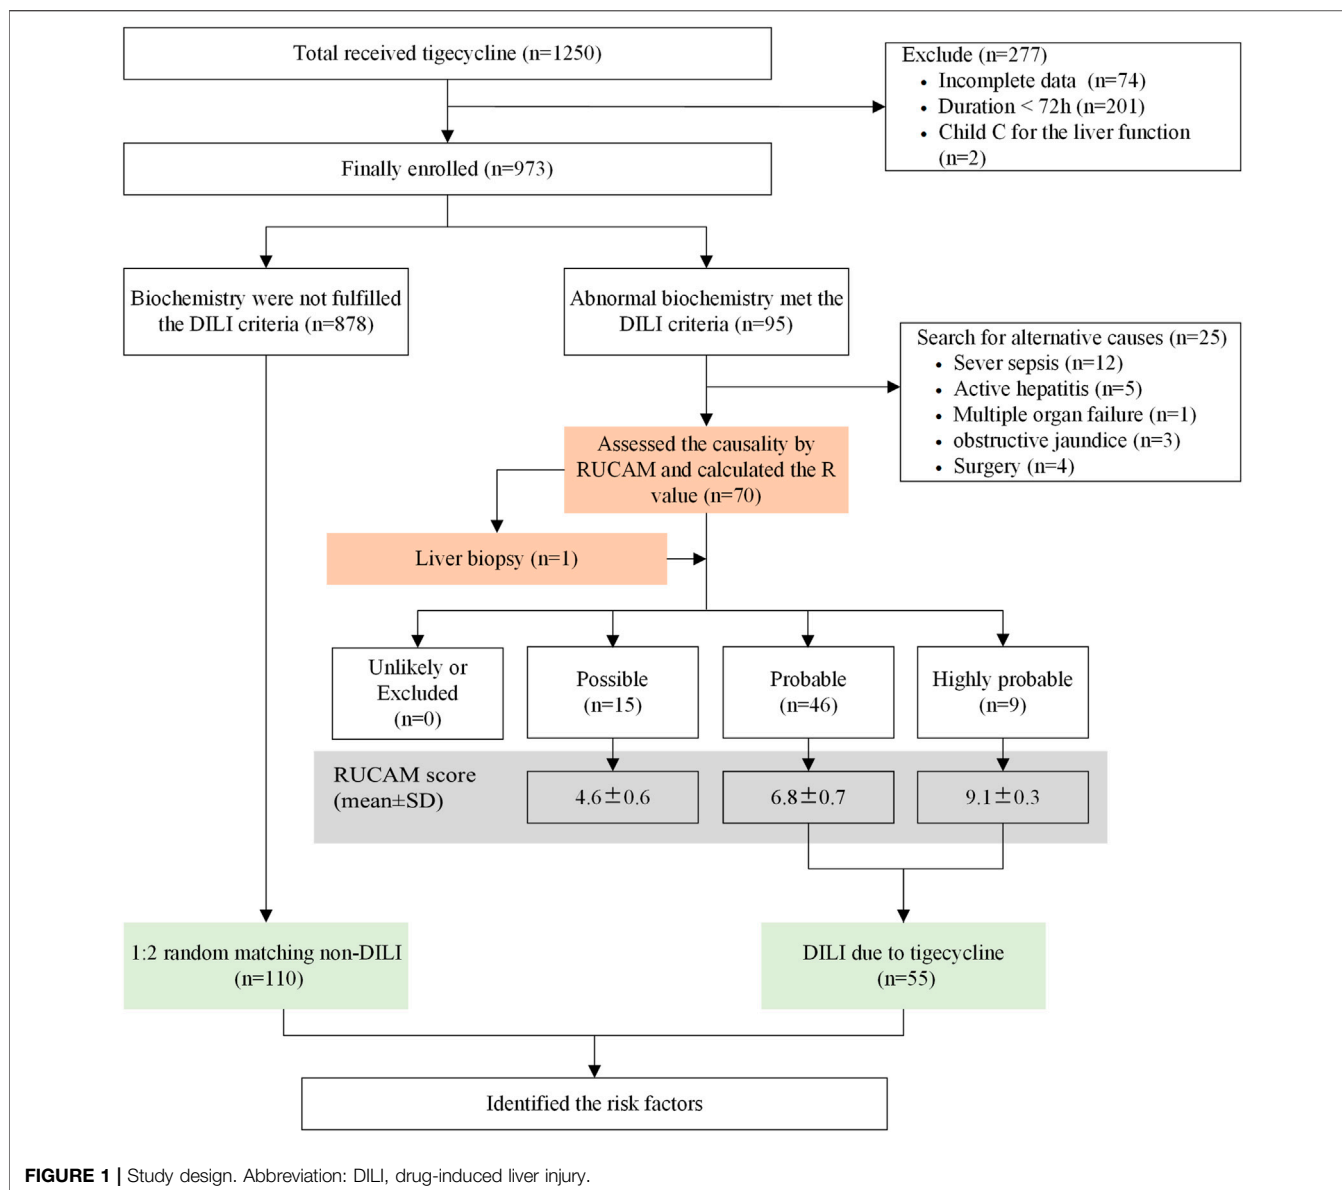 Total received tigecycline (n=1250)
Exclude (n=277)
• Incomplete data (n=74)
• Duration < 72h (n=201)
• Child C for the liver function
(n=2)
Finally enrolled (n=973)
Biochemistry were not fulfilled
the DILI criteria (n=878)
Abnormal biochemistry met the
DILI criteria (n=95)
Search for alternative causes (n=25)
• Sever sepsis (n=12)
• Active hepatitis (n=5)
• Multiple organ failure (n=1)
• obstructive jaundice (n=3)
• Surgery (n=4)
Assessed the causality by
RUCAM and calculated the R
value (n=70)
Liver biopsy (n=1)
Unlikely or
Excluded
(n=0)
Possible
(n=15)
Probable
(n=46)
Highly probable
(n=9)
RUCAM score
(mean±SD)
4.6±0.6
6.8±0.7
9.1±0.3
1:2 random matching non-DILI
(n=110)
DILI due to tigecycline
(n=55)
Identified the risk factors
FIGURE 1 | Study design. Abbreviation: DILI, drug-induced liver injury.